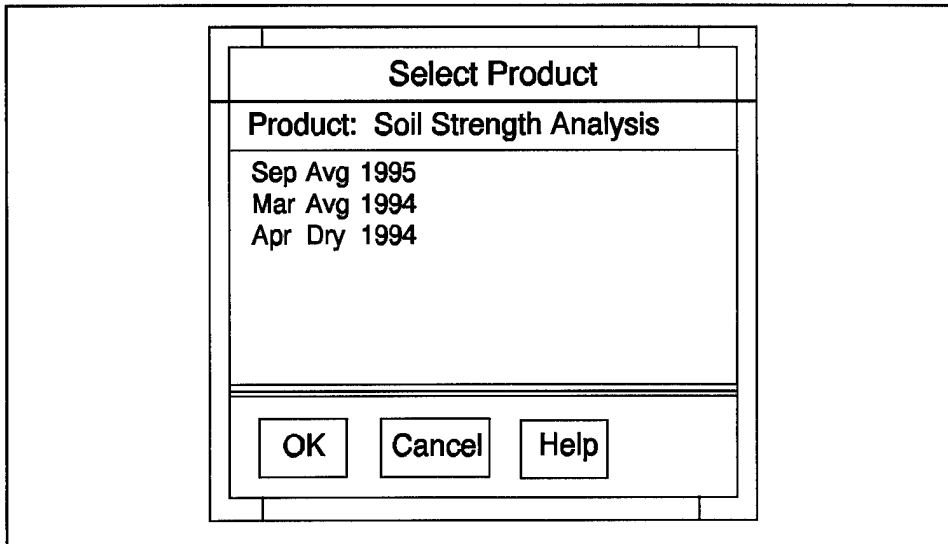 Select Product
Product: Soil Strength Analysis
Sep Avg 1995
Mar Avg 1994
Apr Dry 1994
OK Cancel Help